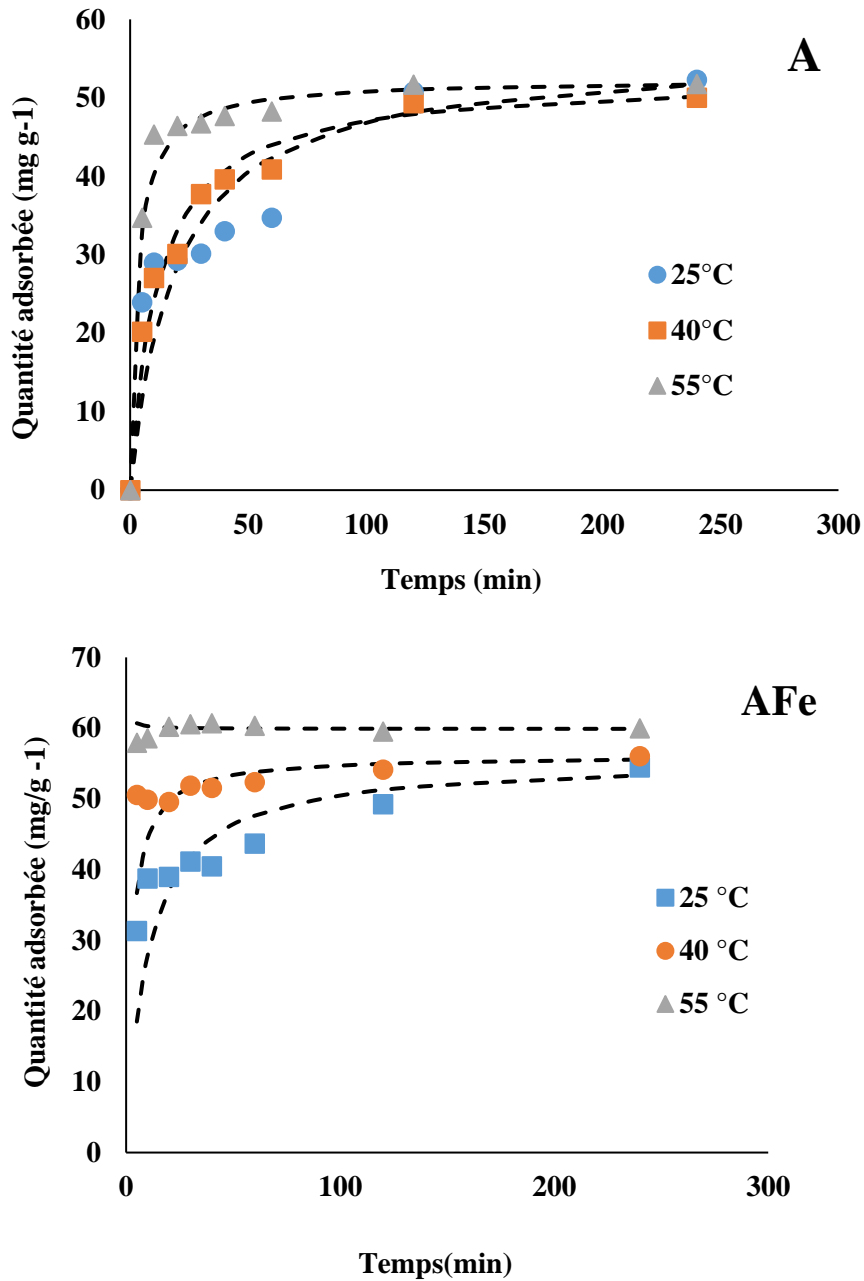 A
Quantité adsorbée (mg g-1)
60
50
40
30
20
10
0
25°C
40°C
55°C
0 50 100 150 200 250 300
Temps (min)
AFe
Quantité adsorbée (mg/g -1)
70
60
50
40
30
20
10
0
25 °C
40 °C
55 °C
0 100 200 300
Temps(min)